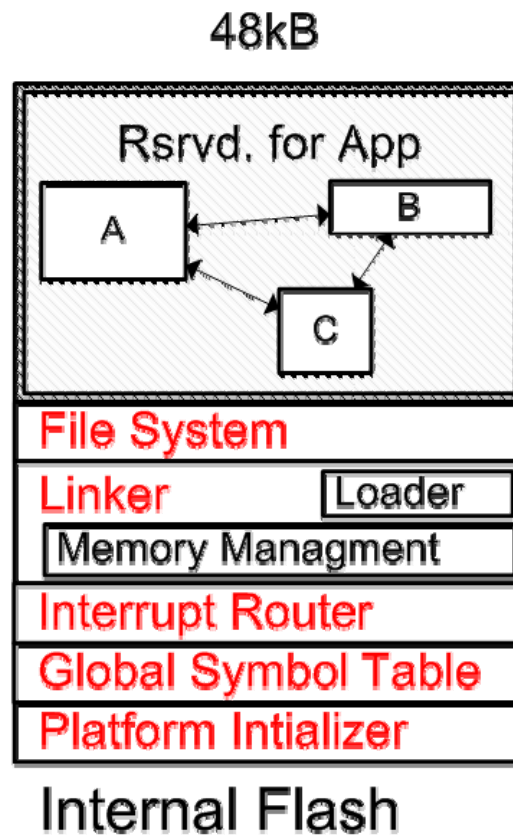 48kB
Rsrvd. for App
A
B
C
File System
Linker
Loader
Memory Managment
Interrupt Router
Global Symbol Table
Platform Intializer
Internal Flash